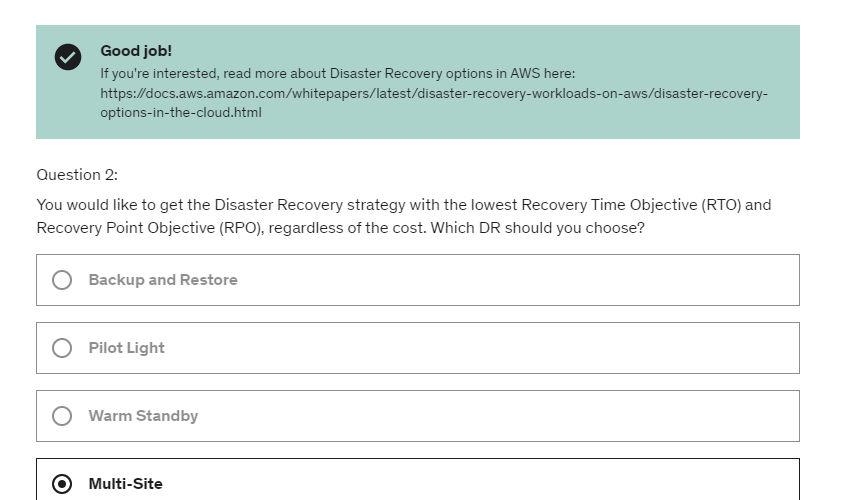 Good job!
If you're interested, read more about Disaster Recovery options in AWS here:
https://docs.aws.amazon.com/whitepapers/latest/disaster-recovery-workloads-on-aws/disaster-recovery-
options-in-the-cloud.html
Question 2:
You would like to get the Disaster Recovery strategy with the lowest Recovery Time Objective (RTO) and
Recovery Point Objective (RPO), regardless of the cost. Which DR should you choose?
Backup and Restore
Pilot Light
Warm Standby
Multi-Site